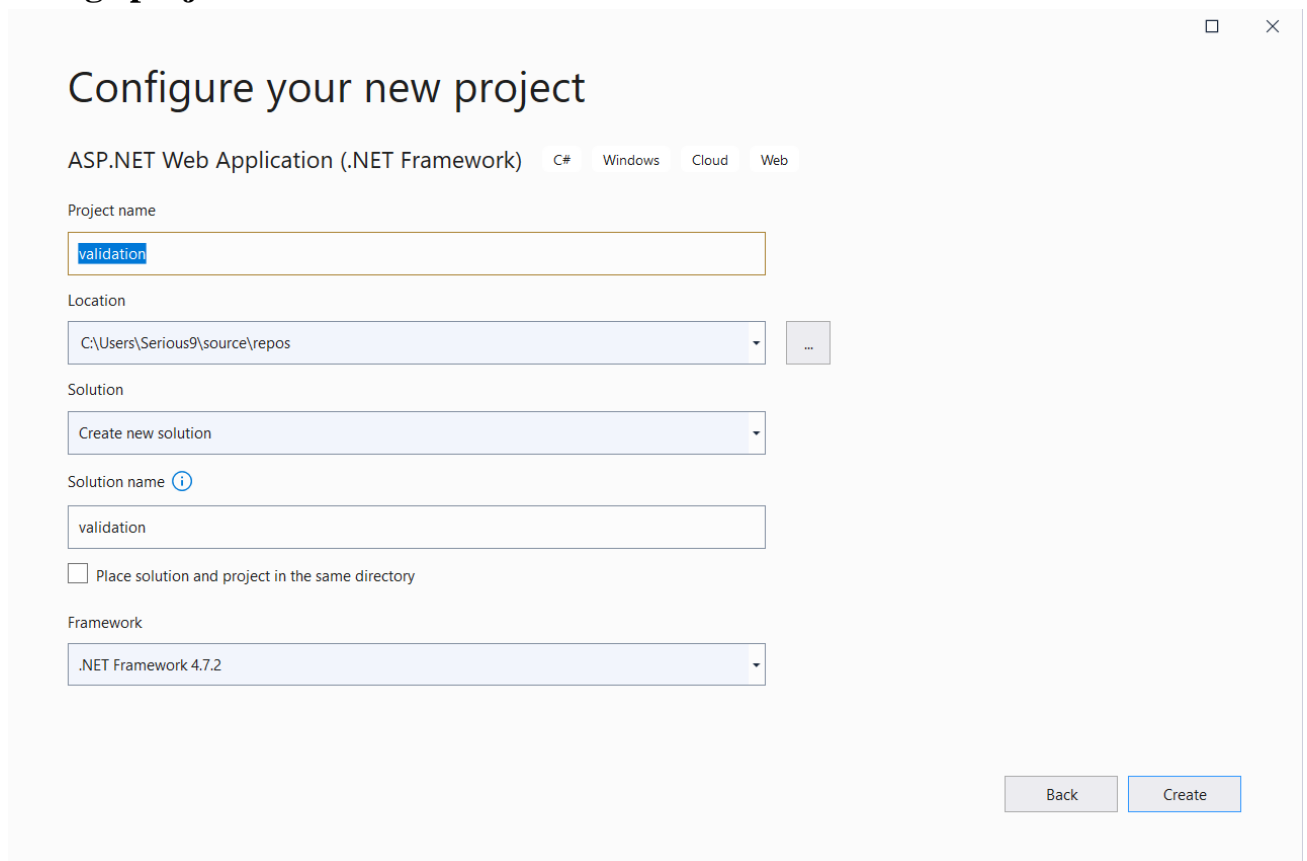 Configure your new project
ASP.NET Web Application (.NET Framework) C# Windows Cloud Web
Project name
validation
Location
C:\Users\Serious9\source\repos
...
Solution
Create new solution
Solution name
validation
Place solution and project in the same directory
Framework
.NET Framework 4.7.2
Back Create